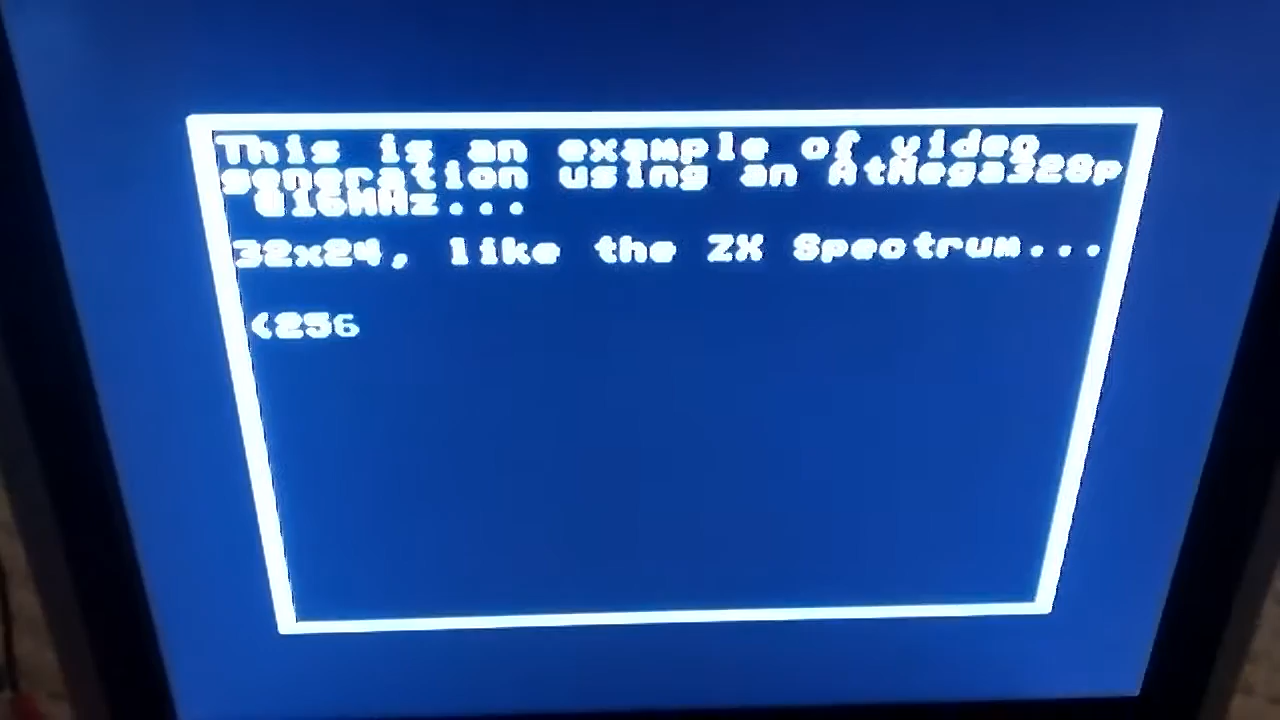 This is an example of video
generation using an AtMega328p
@16MHz...
32x24, like the ZX Spectrum...
(256